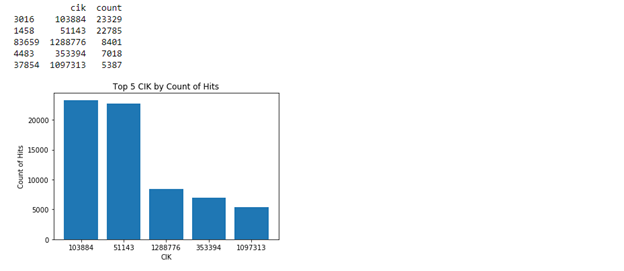 cik count
3016 103884 23329
1458 51143 22785
83659 1288776 8401
4483 353394 7018
37854 1097313 5387
Top 5 CIK by Count of Hits
Count of Hits
20000
15000
10000
5000
0
103884 51143 1288776 353394 1097313
CIK